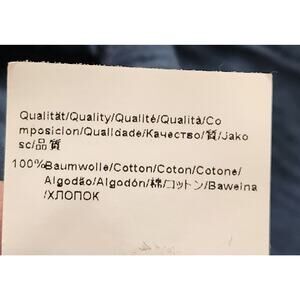 Qualität/Quality/Qualité/Qualità/Co
mposicion/Qualidade/Качество/質/Jako
sc/品質
100%Baumwolle/Cotton/Coton/Cotone/
Algodão/Algodón/棉/コットン/Bawełna
/ХЛОПОК